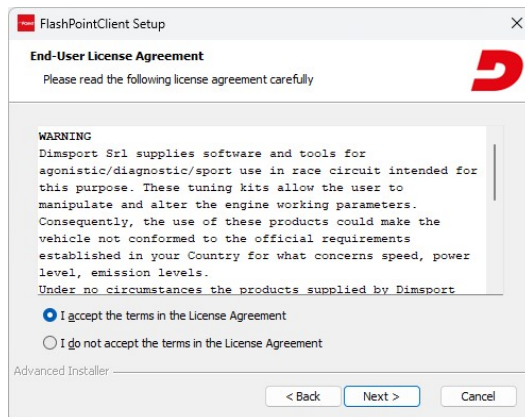 POINT
FlashPointClient Setup
End-User License Agreement
Please read the following license agreement carefully
WARNING
Dimsport Srl supplies software and tools for
agonistic/diagnostic/sport use in race circuit intended for
this purpose. These tuning kits allow the user to
manipulate and alter the engine working parameters.
Consequently, the use of these products could make the
vehicle not conformed to the official requirements
established in your Country for what concerns speed, power
level, emission levels.
Under no circumstances the products supplied by Dimsport
I accept the terms in the License Agreement
I do not accept the terms in the License Agreement
Advanced Installer
< Back Next > Cancel